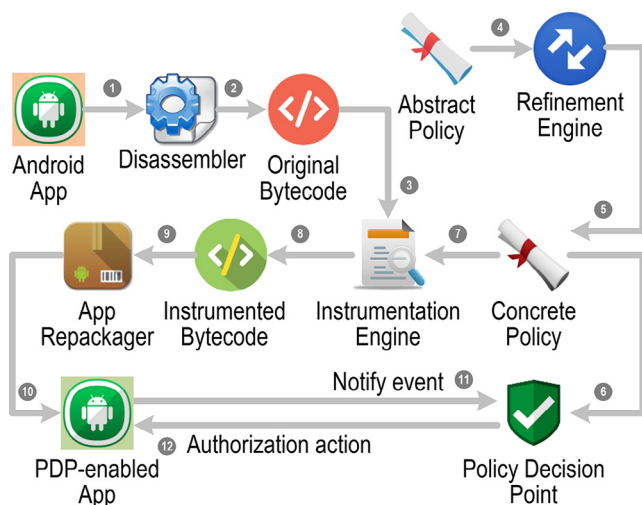 4
1
2
Abstract
Policy
Refinement
Engine
Android
App
Disassembler
Original
Bytecode
3
5
9
8
7
App
Repackager
Instrumented
Bytecode
Instrumentation
Engine
Concrete
Policy
10
Notify event
11
6
12
Authorization action
PDP-enabled
App
Policy Decision
Point